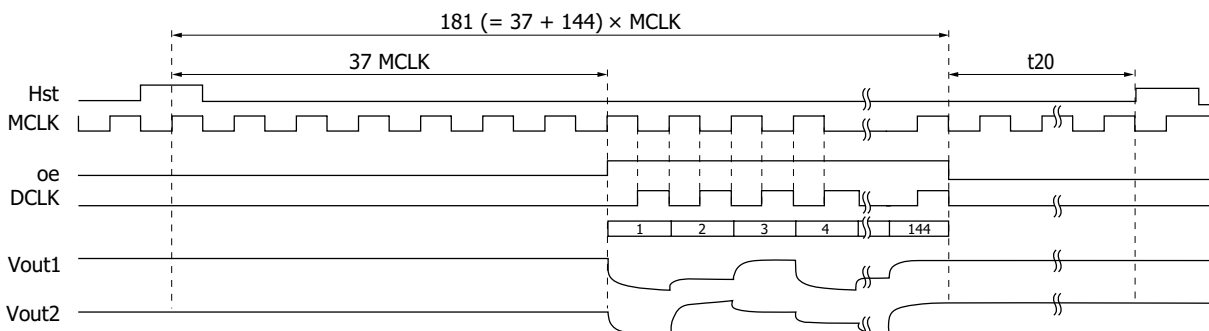 181 (= 37 + 144) × MCLK
37 MCLK
t20
Hst
MCLK
oe
DCLK
1 2 3 4 144
Vout1
Vout2